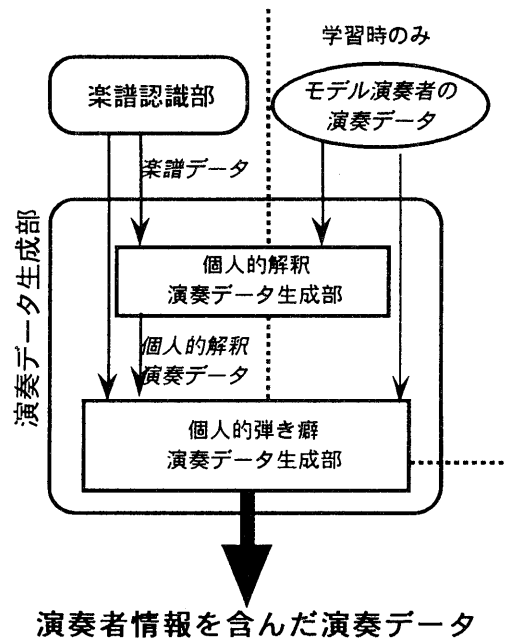 学習時のみ
楽譜認識部
モデル演奏者の
演奏データ
楽譜データ
演奏データ生成部
個人的解釈
演奏データ生成部
個人的解釈
演奏データ
個人的弾き癖
演奏データ生成部
演奏者情報を含んだ演奏データ